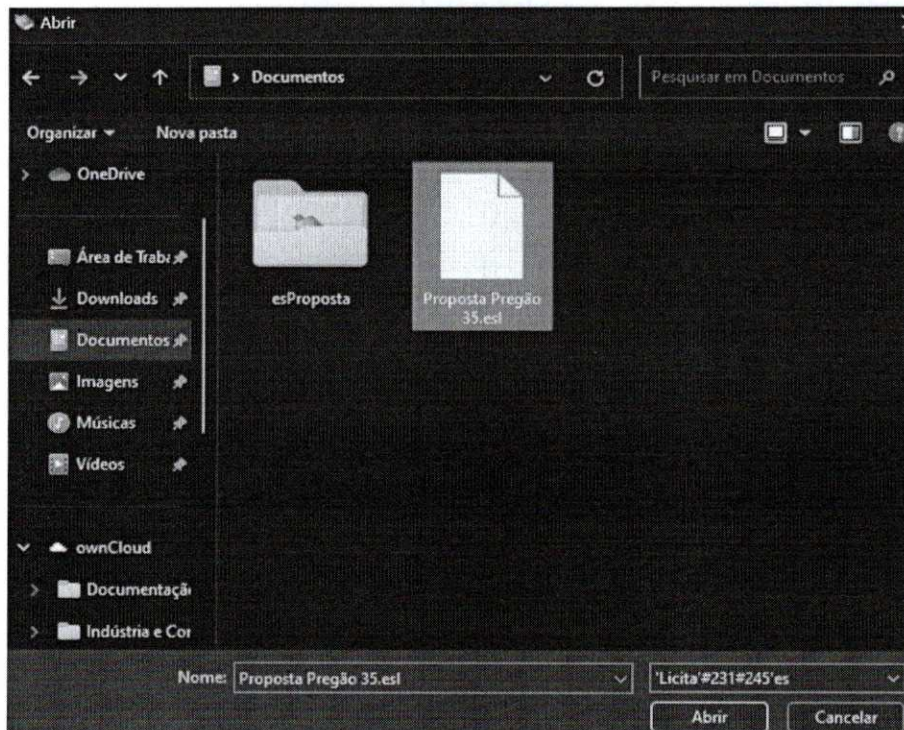 Abrir
Documentos
Pesquisar em Documentos
Organizar
Nova pasta
OneDrive
Área de Traba
Downloads
Documentos
Imagens
Músicas
Vídeos
ownCloud
Documentaçã
Indústria e Cor
esProposta
Proposta Pregão
35.esl
Nome: Proposta Pregão 35.esl
'Licita'#231#245'es
Abrir
Cancelar